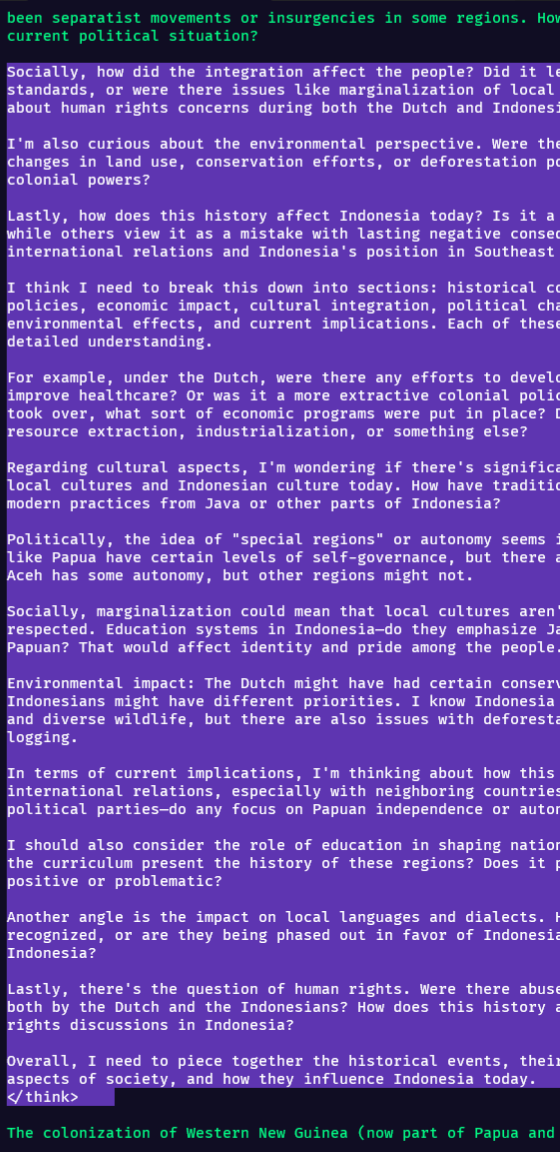 been separatist movements or insurgencies in some regions. How
current political situation?
Socially, how did the integration affect the people? Did it le
standards, or were there issues like marginalization of local
about human rights concerns during both the Dutch and Indonesi
I'm also curious about the environmental perspective. Were the
changes in land use, conservation efforts, or deforestation po
colonial powers?
Lastly, how does this history affect Indonesia today? Is it a
while others view it as a mistake with lasting negative conseq
international relations and Indonesia's position in Southeast
I think I need to break this down into sections: historical co
policies, economic impact, cultural integration, political cha
environmental effects, and current implications. Each of these
detailed understanding.
For example, under the Dutch, were there any efforts to develo
improve healthcare? Or was it a more extractive colonial polic
took over, what sort of economic programs were put in place? D
resource extraction, industrialization, or something else?
Regarding cultural aspects, I'm wondering if there's significa
local cultures and Indonesian culture today. How have traditio
modern practices from Java or other parts of Indonesia?
Politically, the idea of "special regions" or autonomy seems i
like Papua have certain levels of self-governance, but there a
Aceh has some autonomy, but other regions might not.
Socially, marginalization could mean that local cultures aren'
respected. Education systems in Indonesia—do they emphasize Ja
Papuan? That would affect identity and pride among the people.
Environmental impact: The Dutch might have had certain conserv
Indonesians might have different priorities. I know Indonesia
and diverse wildlife, but there are also issues with deforesta
logging.
In terms of current implications, I'm thinking about how this
international relations, especially with neighboring countries
political parties—do any focus on Papuan independence or auton
I should also consider the role of education in shaping nation
the curriculum present the history of these regions? Does it p
positive or problematic?
Another angle is the impact on local languages and dialects. H
recognized, or are they being phased out in favor of Indonesia
Indonesia?
Lastly, there's the question of human rights. Were there abuse
both by the Dutch and the Indonesians? How does this history a
rights discussions in Indonesia?
Overall, I need to piece together the historical events, their
aspects of society, and how they influence Indonesia today.
</think>
The colonization of Western New Guinea (now part of Papua and